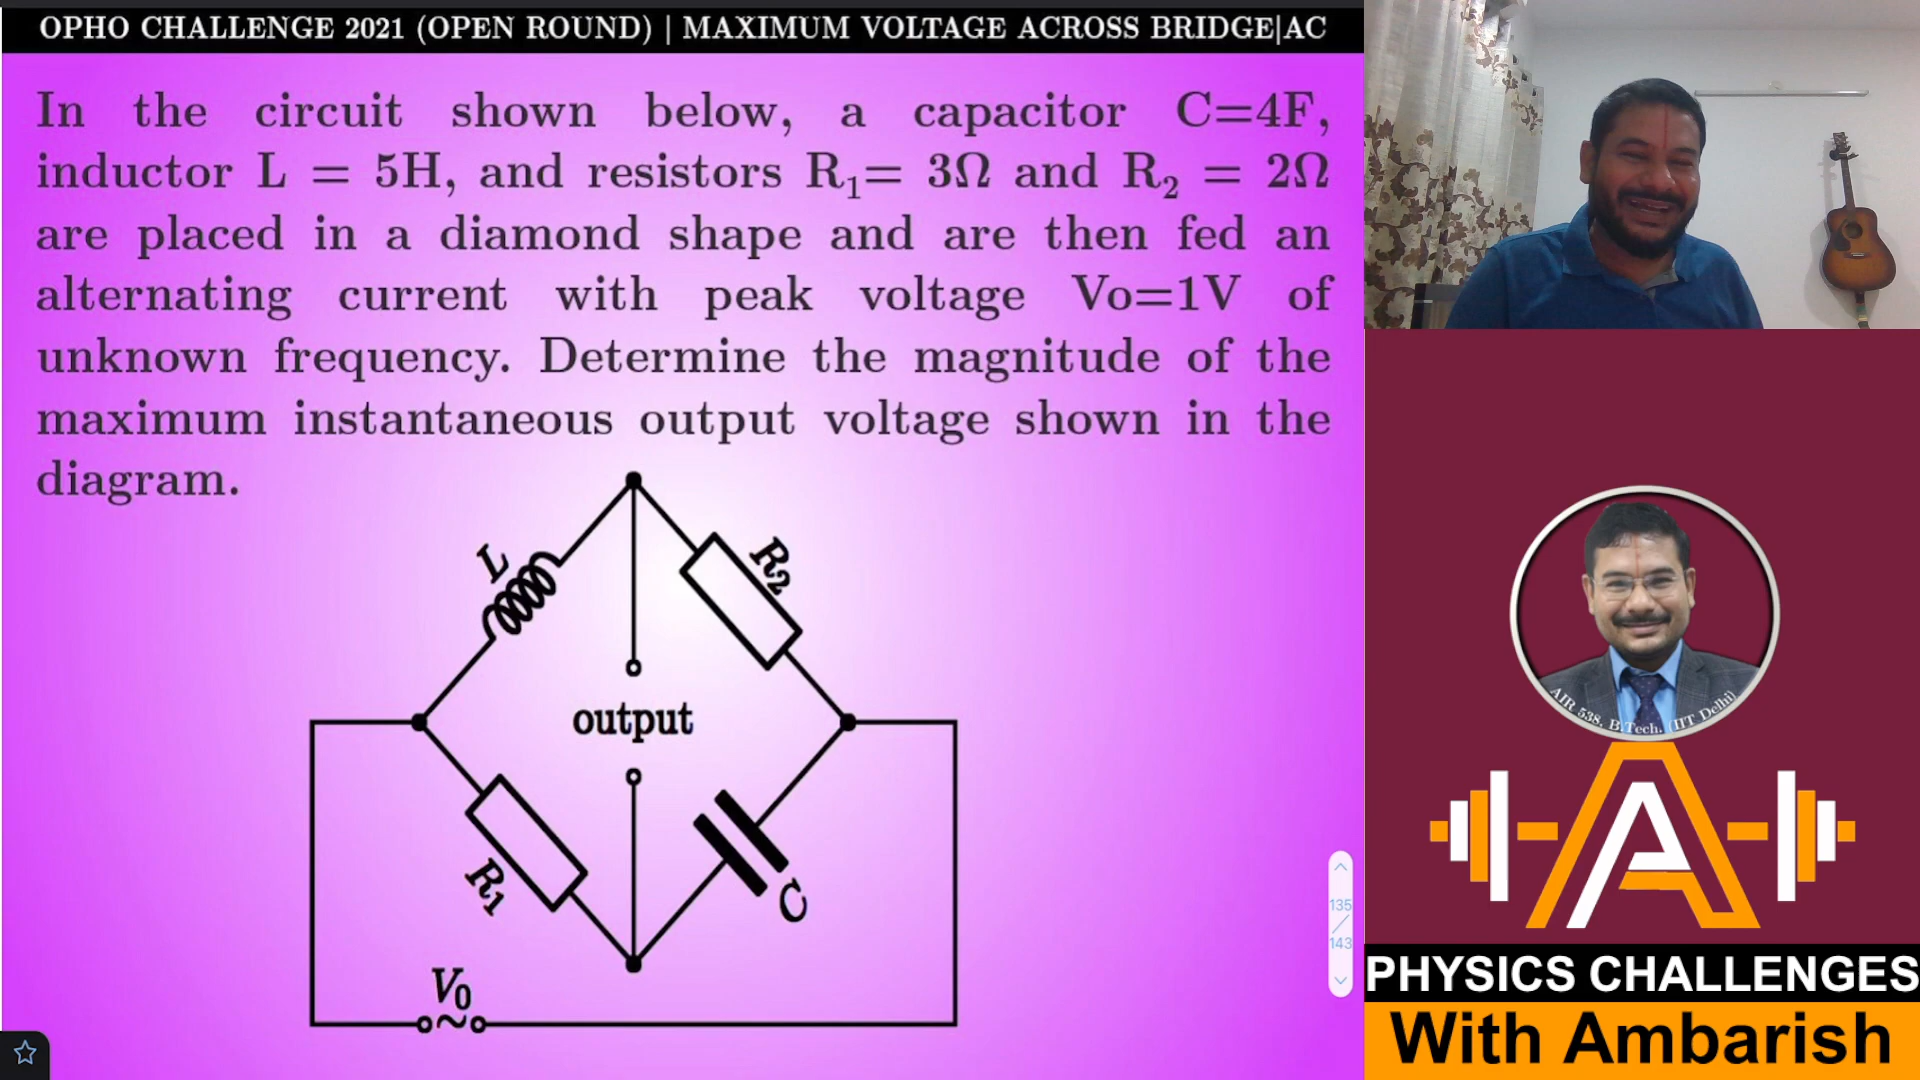 OPHO CHALLENGE 2021 (OPEN ROUND) | MAXIMUM VOLTAGE ACROSS BRIDGE|AC
In the circuit shown below, a capacitor C=4F,
inductor L = 5H, and resistors R₁= 3Ω and R₂ = 2Ω
are placed in a diamond shape and are then fed an
alternating current with peak voltage Vo=1V of
unknown frequency. Determine the magnitude of the
maximum instantaneous output voltage shown in the
diagram.
L
R₂
output
R₁
C
V₀
~
135
/
143
AIR 538, B.Tech. (IIT Delhi)
A
PHYSICS CHALLENGES
With Ambarish